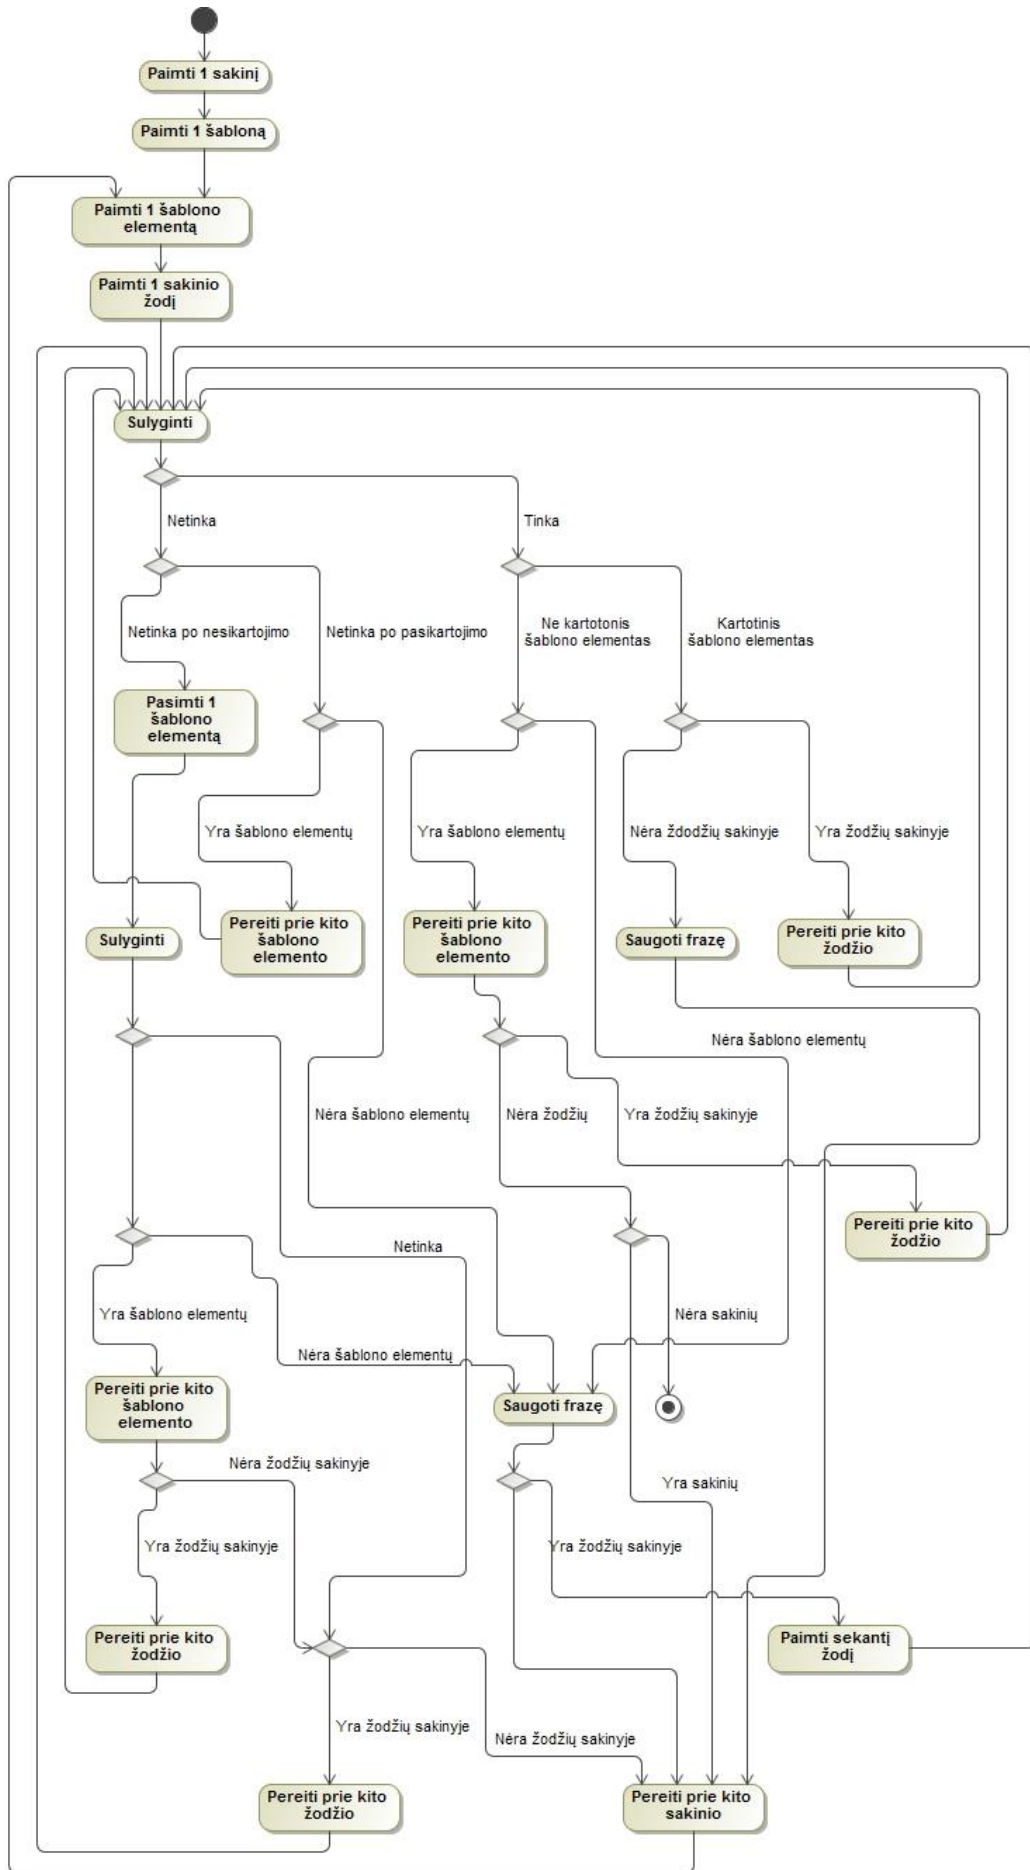 Paimti 1 sakinį
Paimti 1 šabloną
Paimti 1 šablono
elementą
Paimti 1 sakinio
žodį
Sulyginti
Netinka
Tinka
Netinka po nesikartojimo
Netinka po pasikartojimo
Ne kartotonis
šablono elementas
Kartotinis
šablono elementas
Pasimti 1
šablono
elementą
Yra šablono elementų
Yra šablono elementų
Nėra ždodžių sakinyje
Yra žodžių sakinyje
Sulyginti
Pereiti prie kito
šablono
elemento
Pereiti prie kito
šablono
elemento
Saugoti frazę
Pereiti prie kito
žodžio
Nėra šablono elementų
Nėra šablono elementų
Nėra žodžių
Yra žodžių sakinyje
Pereiti prie kito
žodžio
Netinka
Yra šablono elementų
Nėra sakinių
Nėra šablono elementų
Pereiti prie kito
šablono
elemento
Saugoti frazę
Nėra žodžių sakinyje
Yra sakinių
Yra žodžių sakinyje
Yra žodžių sakinyje
Pereiti prie kito
žodžio
Paimti sekantį
žodį
Yra žodžių sakinyje
Nėra žodžių sakinyje
Pereiti prie kito
žodžio
Pereiti prie kito
sakinio